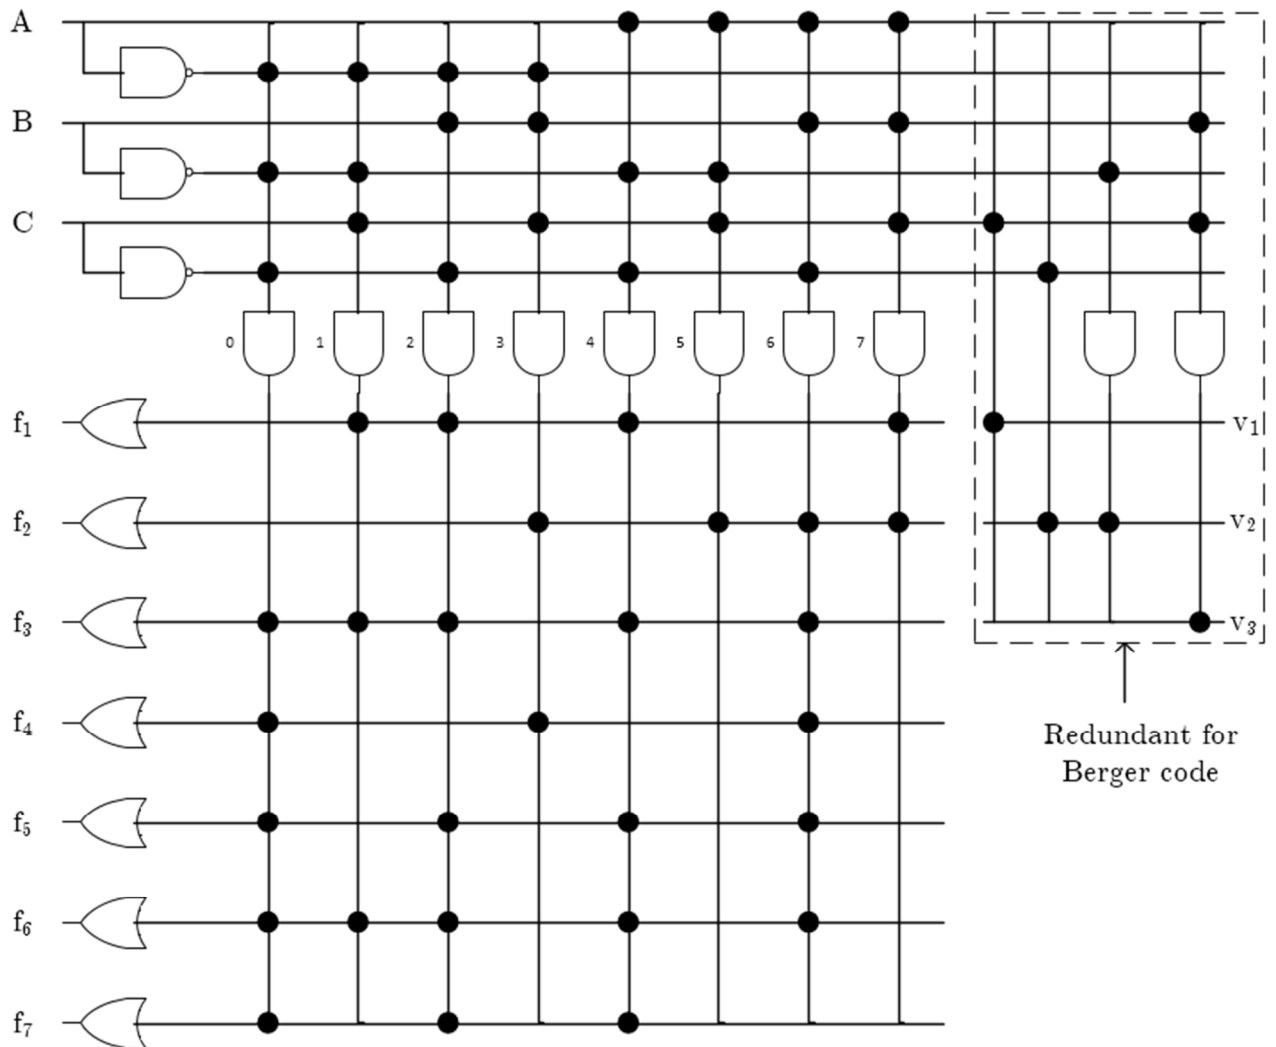 A
B
C
0 1 2 3 4 5 6 7
f₁ v₁
f₂ v₂
f₃ v₃
f₄
Redundant for
Berger code
f₅
f₆
f₇